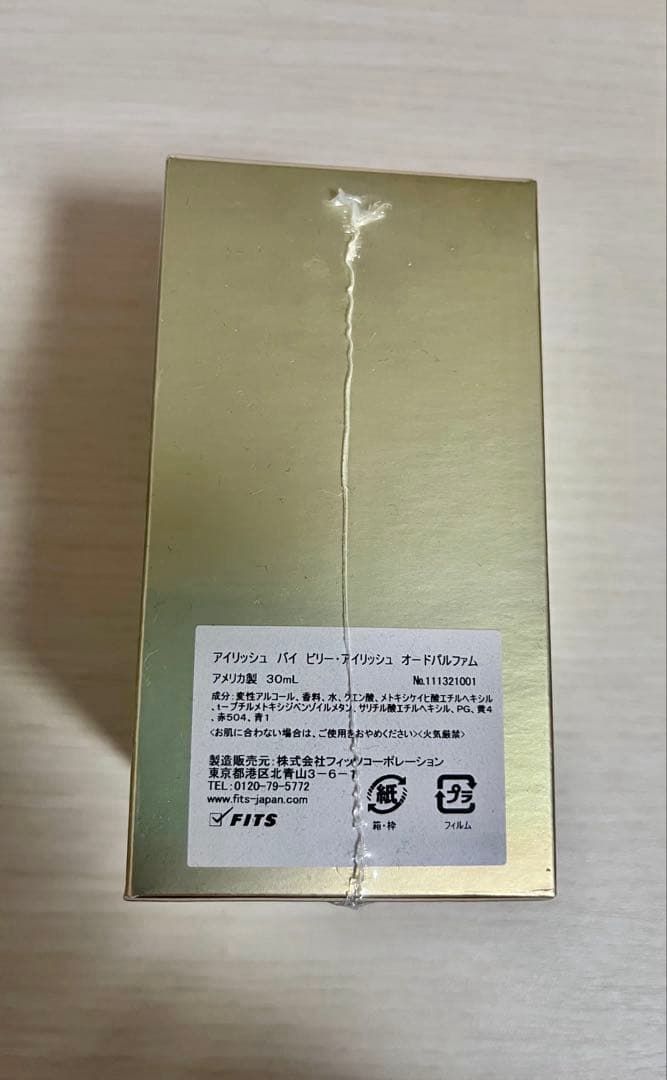 アイリッシュ バイ ビリー・アイリッシュ オードパルファム
アメリカ製 30mL No.111321001
成分：変性アルコール、香料、水、クエン酸、メトキシケイヒ酸エチルヘキシル
、t－ブチルメトキシジベンゾイルメタン、サリチル酸エチルヘキシル、PG、黄4
、赤504、青1
<お肌に合わない場合は、ご使用をおやめください><火気厳禁>
製造販売元：株式会社フィッツコーポレーション
東京都港区北青山3－6－1
TEL：0120-79-5772
www.fits-japan.com
FITS
紙
箱・枠
プラ
フィルム